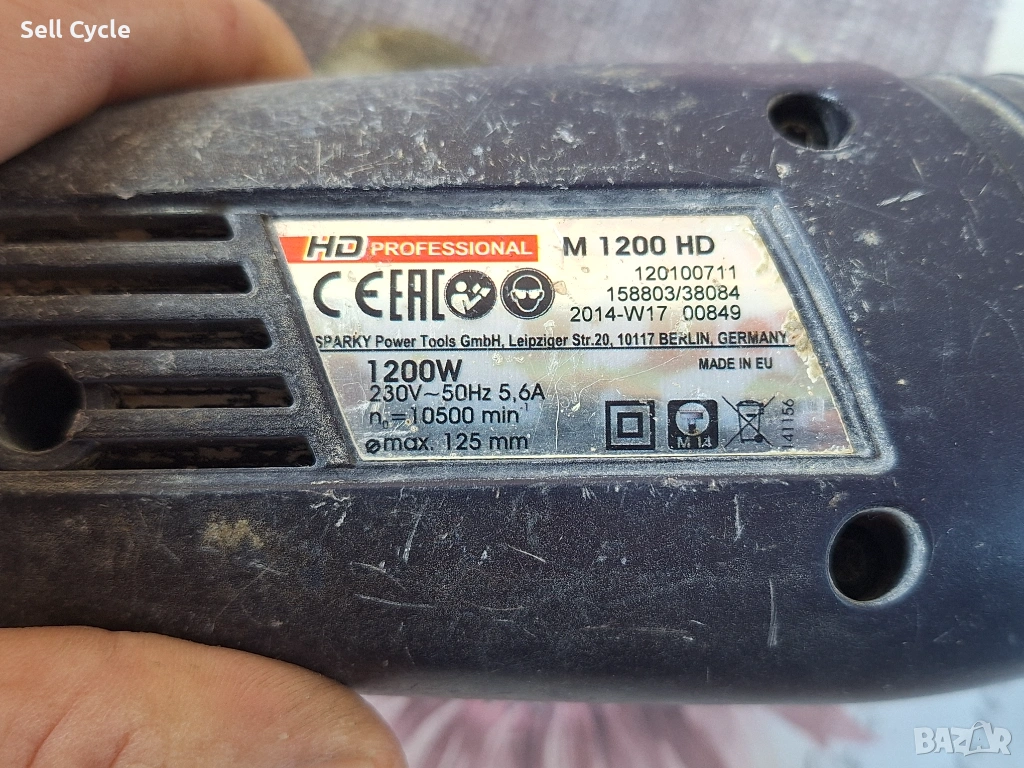 Sell Cycle
HD PROFESSIONAL M 1200 HD
120100711
158803/38084
2014-W17 00849
CE EAC
SPARKY Power Tools GmbH, Leipziger Str.20, 10117 BERLIN, GERMANY
1200W
MADE IN EU
230V~50Hz 5,6A
n₀=10500 min⁻¹
ømax. 125 mm
M 14
141156
BAZAR